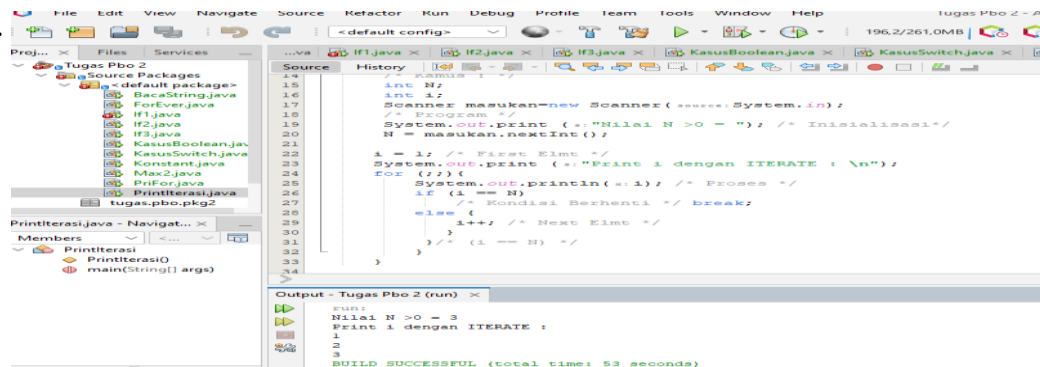 File Edit View Navigate Source Refactor Run Debug Profile Team Tools Window Help Tugas Pbo 2 - A
<default config> 196,2/261,0MB
Proj... × Files Services
Tugas Pbo 2
Source Packages
<default package>
BacaString.java
ForEver.java
If1.java
If2.java
If3.java
KasusBoolean.jav
KasusSwitch.java
Konstant.java
Max2.java
PriFor.java
PrintIterasi.java
tugas.pbo.pkg2
PrintIterasi.java - Navigat... ×
Members <...
PrintIterasi
PrintIterasi()
main(String[] args)
...va If1.java × If2.java × If3.java × KasusBoolean.java × KasusSwitch.java ×
Source History
14 /* Kamus : */
15 int N;
16 int i;
17 Scanner masukan=new Scanner( source: System.in);
18 /* Program */
19 System.out.print ( s: "Nilai N >0 = "); /* Inisialisasi*/
20 N = masukan.nextInt();
21
22 i = 1; /* First Elmt */
23 System.out.print ( s: "Print i dengan ITERATE : \n");
24 for (;;){
25 System.out.println( x: i); /* Proses */
26 if (i == N)
27 /* Kondisi Berhenti */ break;
28 else {
29 i++; /* Next Elmt */
30 }
31 }/* (i == N) */
32 }
33 }
34
Output - Tugas Pbo 2 (run) ×
run:
Nilai N >0 = 3
Print i dengan ITERATE :
1
2
3
BUILD SUCCESSFUL (total time: 53 seconds)